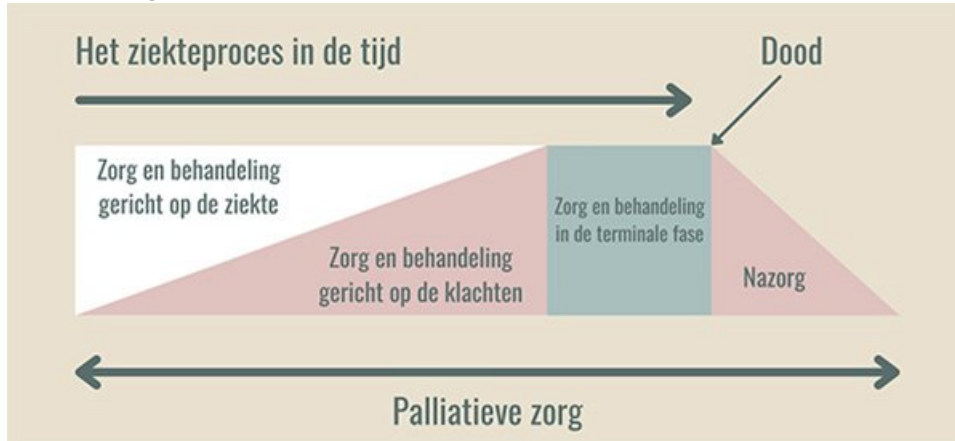 Het ziekteproces in de tijd
Dood
Zorg en behandeling
gericht op de ziekte
Zorg en behandeling
gericht op de klachten
Zorg en behandeling
in de terminale fase
Nazorg
Palliatieve zorg